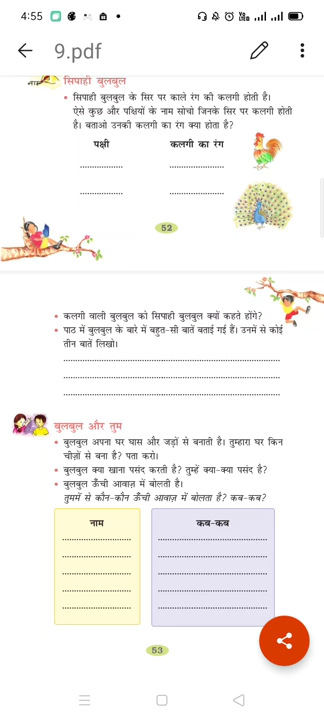 4:55
9.pdf
नाम
सिपाही बुलबुल
• सिपाही बुलबुल के सिर पर काले रंग की कलगी होती है।
ऐसे कुछ और पक्षियों के नाम सोचो जिनके सिर पर कलगी होती
है। बताओ उनकी कलगी का रंग क्या होता है?
पक्षी कलगी का रंग
52
• कलगी वाली बुलबुल को सिपाही बुलबुल क्यों कहते होंगे?
• पाठ में बुलबुल के बारे में बहुत-सी बातें बताई गई हैं। उनमें से कोई
तीन बातें लिखो।
बुलबुल और तुम
• बुलबुल अपना घर घास और जड़ों से बनाती है। तुम्हारा घर किन
चीज़ों से बना है? पता करो।
• बुलबुल क्या खाना पसंद करती है? तुम्हें क्या-क्या पसंद है?
• बुलबुल ऊँची आवाज़ में बोलती है।
तुममें से कौन-कौन ऊँची आवाज़ में बोलता है? कब-कब?
नाम कब-कब
53